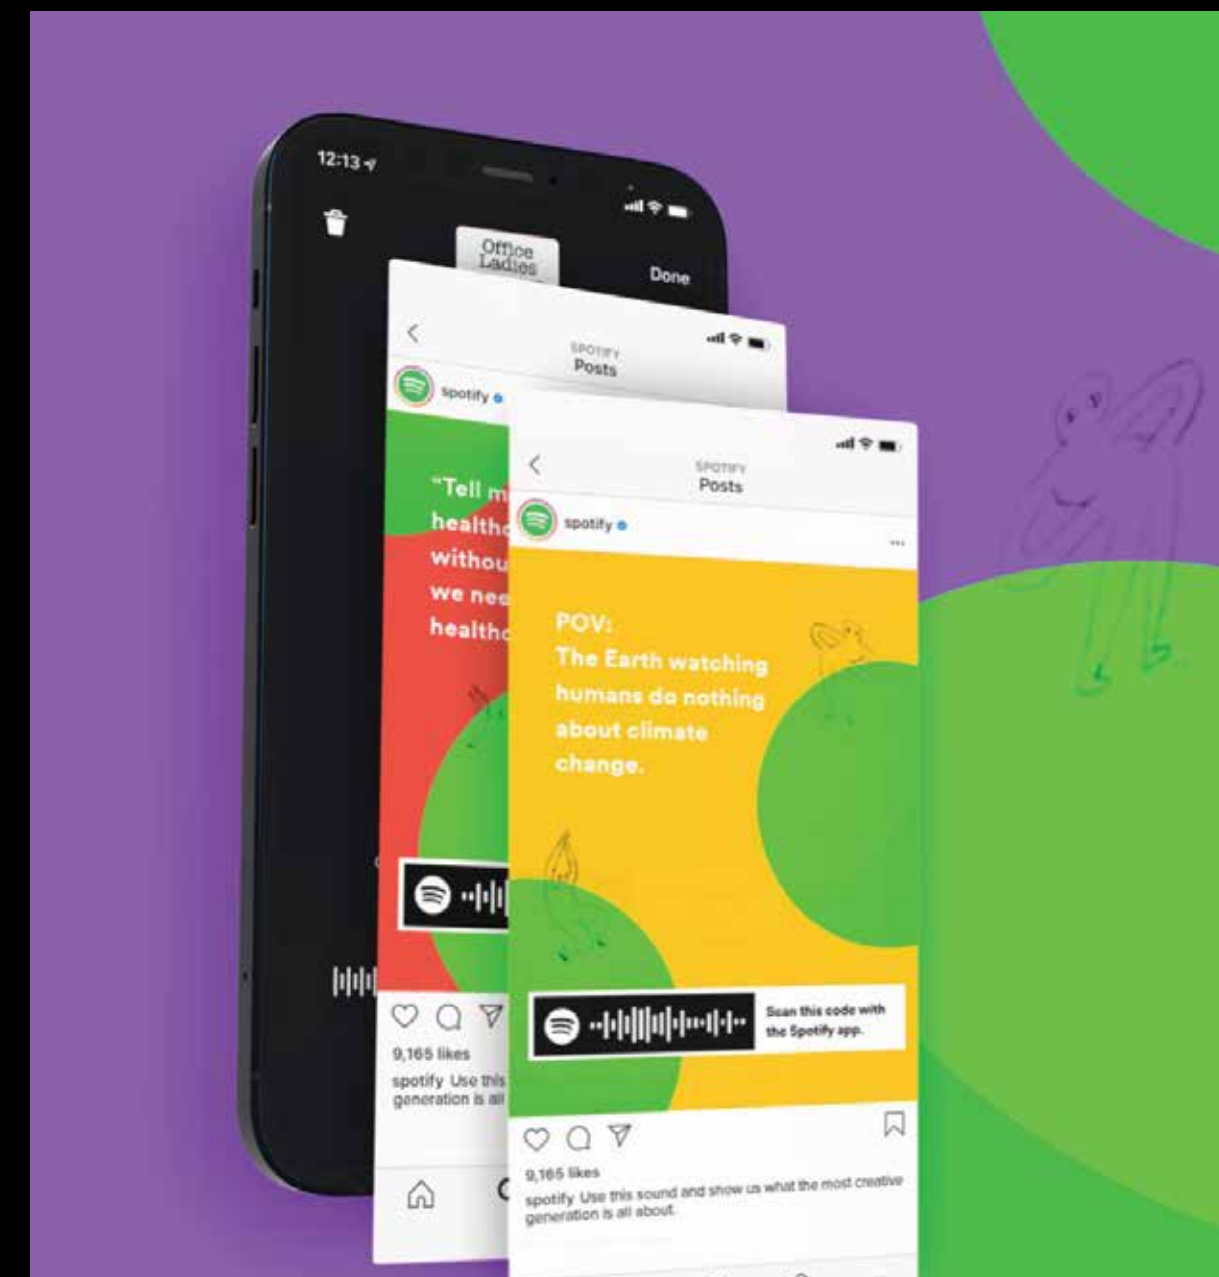 12:13
Office
Ladies
Done
SPOTIFY
Posts
spotify
"Tell m
healthc
withou
we nee
healthc
9,165 likes
spotify Use this
generation is all
SPOTIFY
Posts
spotify
POV:
The Earth watching
humans do nothing
about climate
change.
Scan this code with
the Spotify app.
9,165 likes
spotify Use this sound and show us what the most creative
generation is all about.